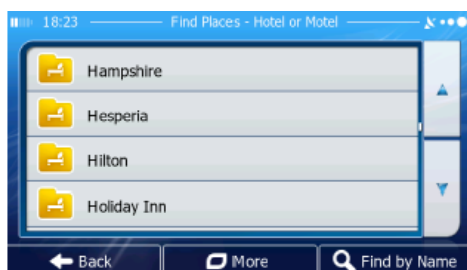 18:23 Find Places - Hotel or Motel
Hampshire
Hesperia
Hilton
Holiday Inn
Back More Find by Name